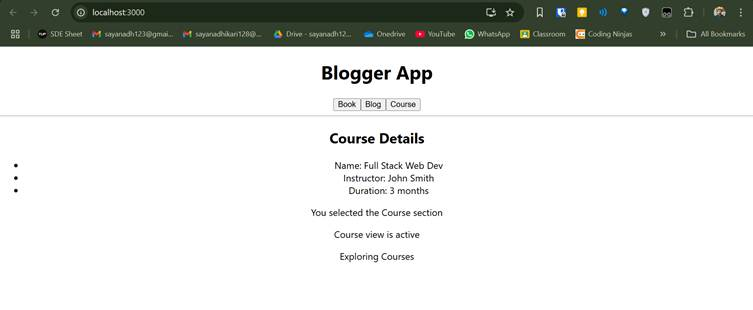 localhost:3000
SDE Sheet
sayanadh123@gmai...
sayanadhikari128@...
Drive - sayanadh12...
Onedrive
YouTube
WhatsApp
Classroom
Coding Ninjas
»
All Bookmarks
Blogger App
Book Blog Course
Course Details
Name: Full Stack Web Dev
Instructor: John Smith
Duration: 3 months
You selected the Course section
Course view is active
Exploring Courses